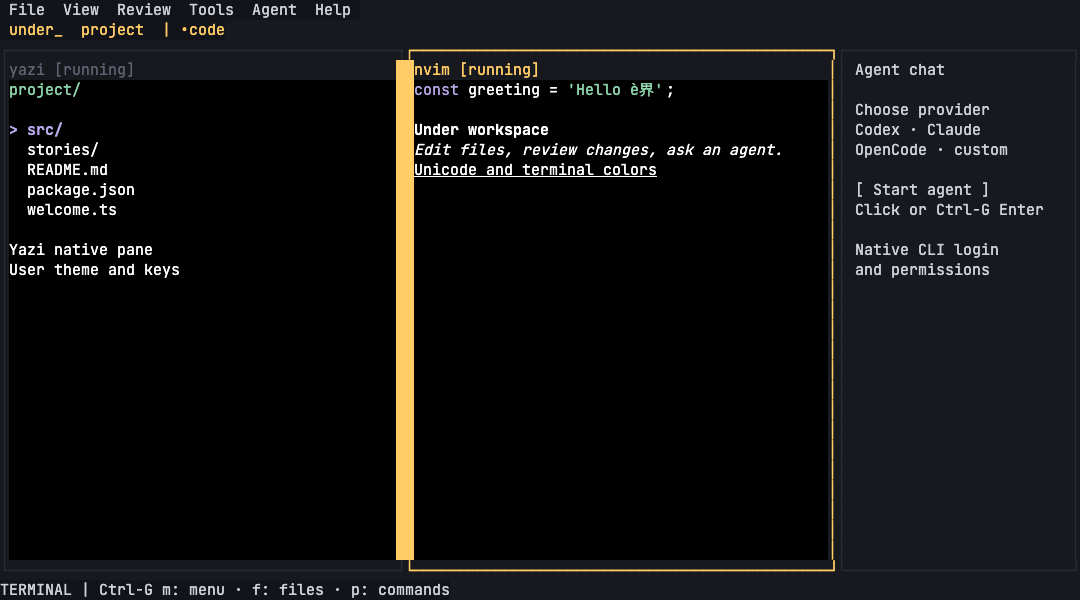 File View Review Tools Agent Help
under_ project | •code
yazi [running]
project/
> src/
stories/
README.md
package.json
welcome.ts
Yazi native pane
User theme and keys
nvim [running]
const greeting = 'Hello è界';
Under workspace
Edit files, review changes, ask an agent.
Unicode and terminal colors
Agent chat
Choose provider
Codex · Claude
OpenCode · custom
[ Start agent ]
Click or Ctrl-G Enter
Native CLI login
and permissions
TERMINAL | Ctrl-G m: menu · f: files · p: commands